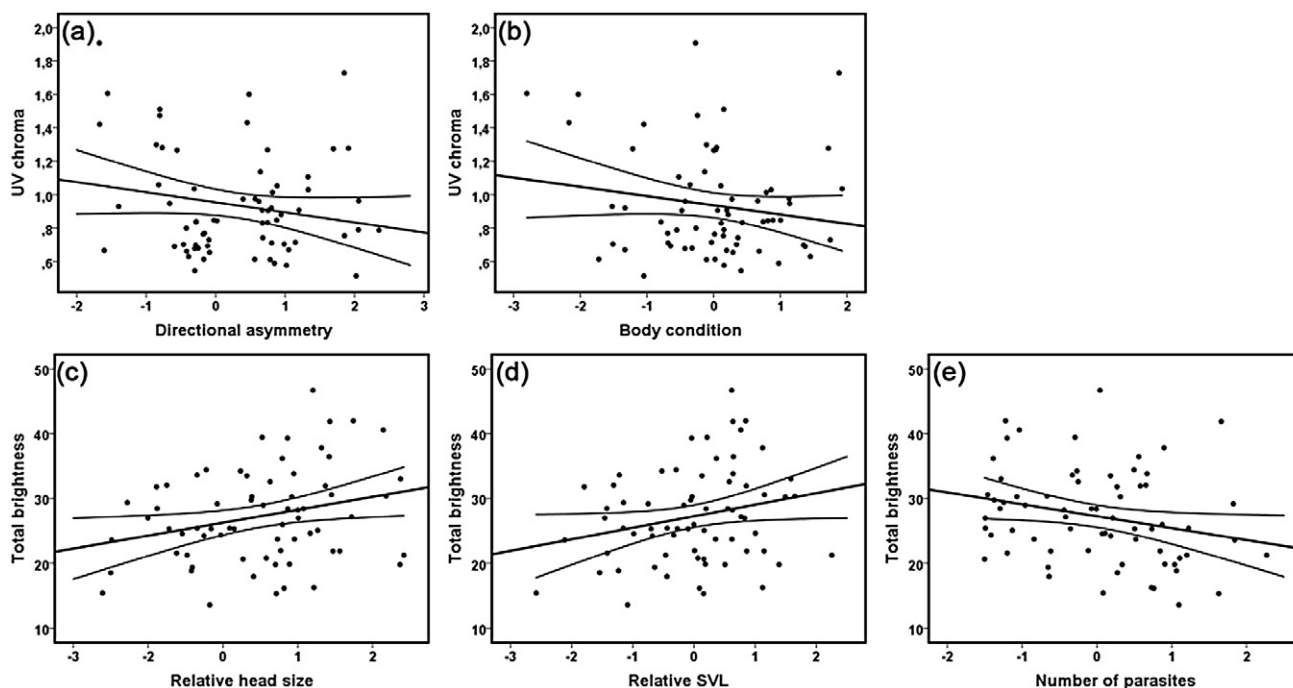 (a)
2,0
1,8
1,6
1,4
1,2
1,0
,8
,6
UV chroma
-2 -1 0 1 2 3
Directional asymmetry
(b)
2,0
1,8
1,6
1,4
1,2
1,0
,8
,6
UV chroma
-3 -2 -1 0 1 2
Body condition
(c)
50
40
30
20
10
Total brightness
-3 -2 -1 0 1 2
Relative head size
(d)
50
40
30
20
10
Total brightness
-3 -2 -1 0 1 2
Relative SVL
(e)
50
40
30
20
10
Total brightness
-2 -1 0 1 2
Number of parasites